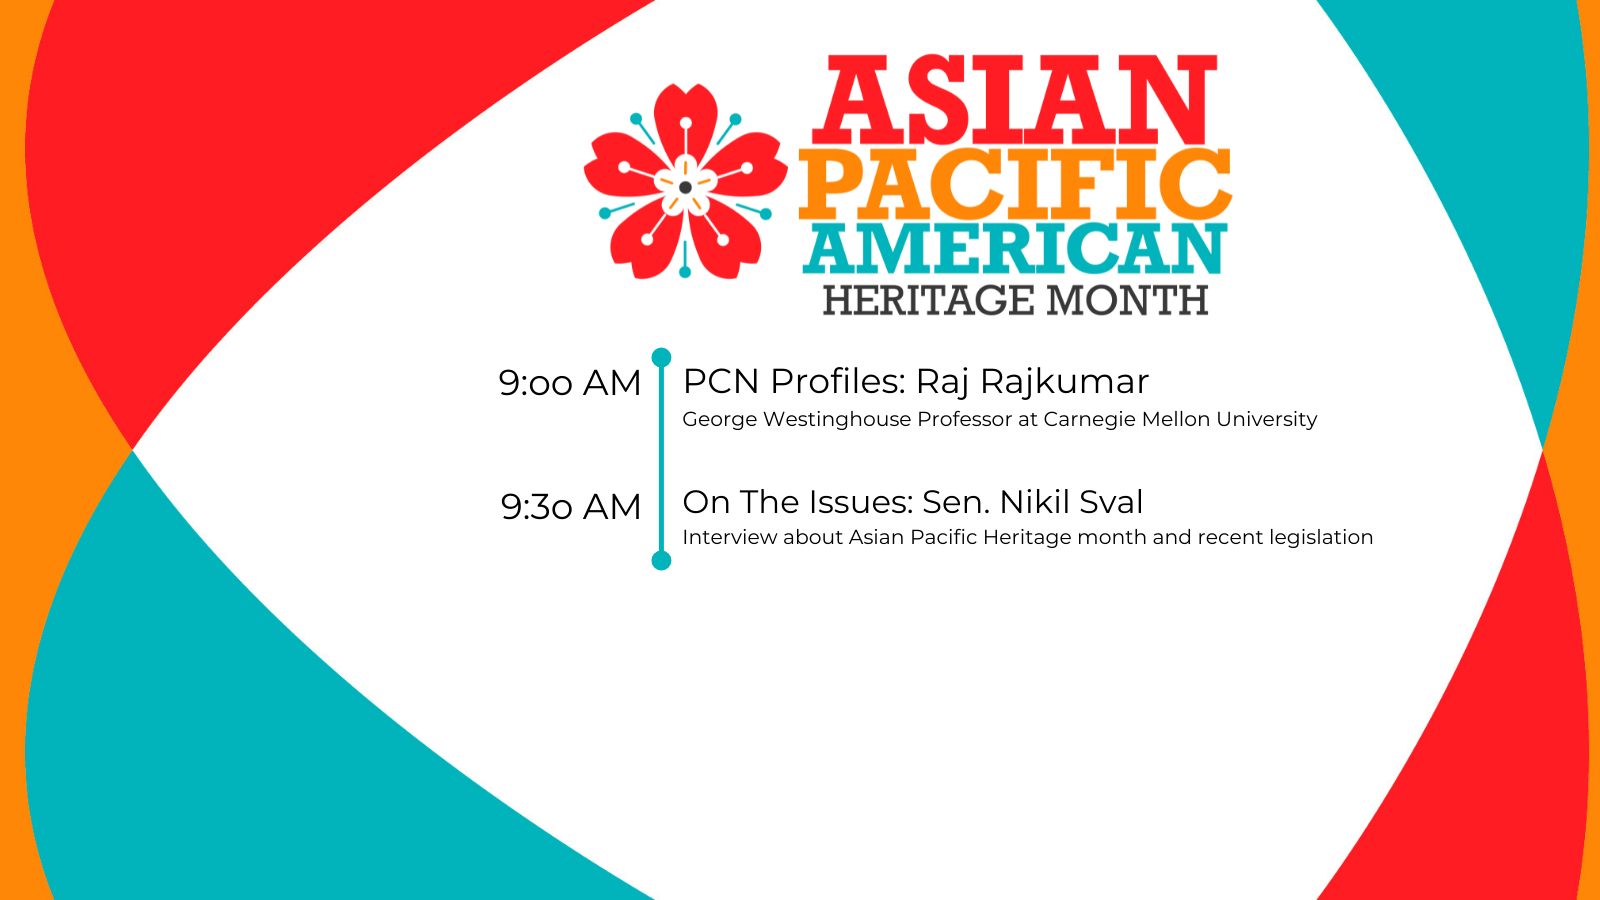 ASIAN
PACIFIC
AMERICAN
HERITAGE MONTH
9:00 AM
PCN Profiles: Raj Rajkumar
George Westinghouse Professor at Carnegie Mellon University
9:30 AM
On The Issues: Sen. Nikil Sval
Interview about Asian Pacific Heritage month and recent legislation